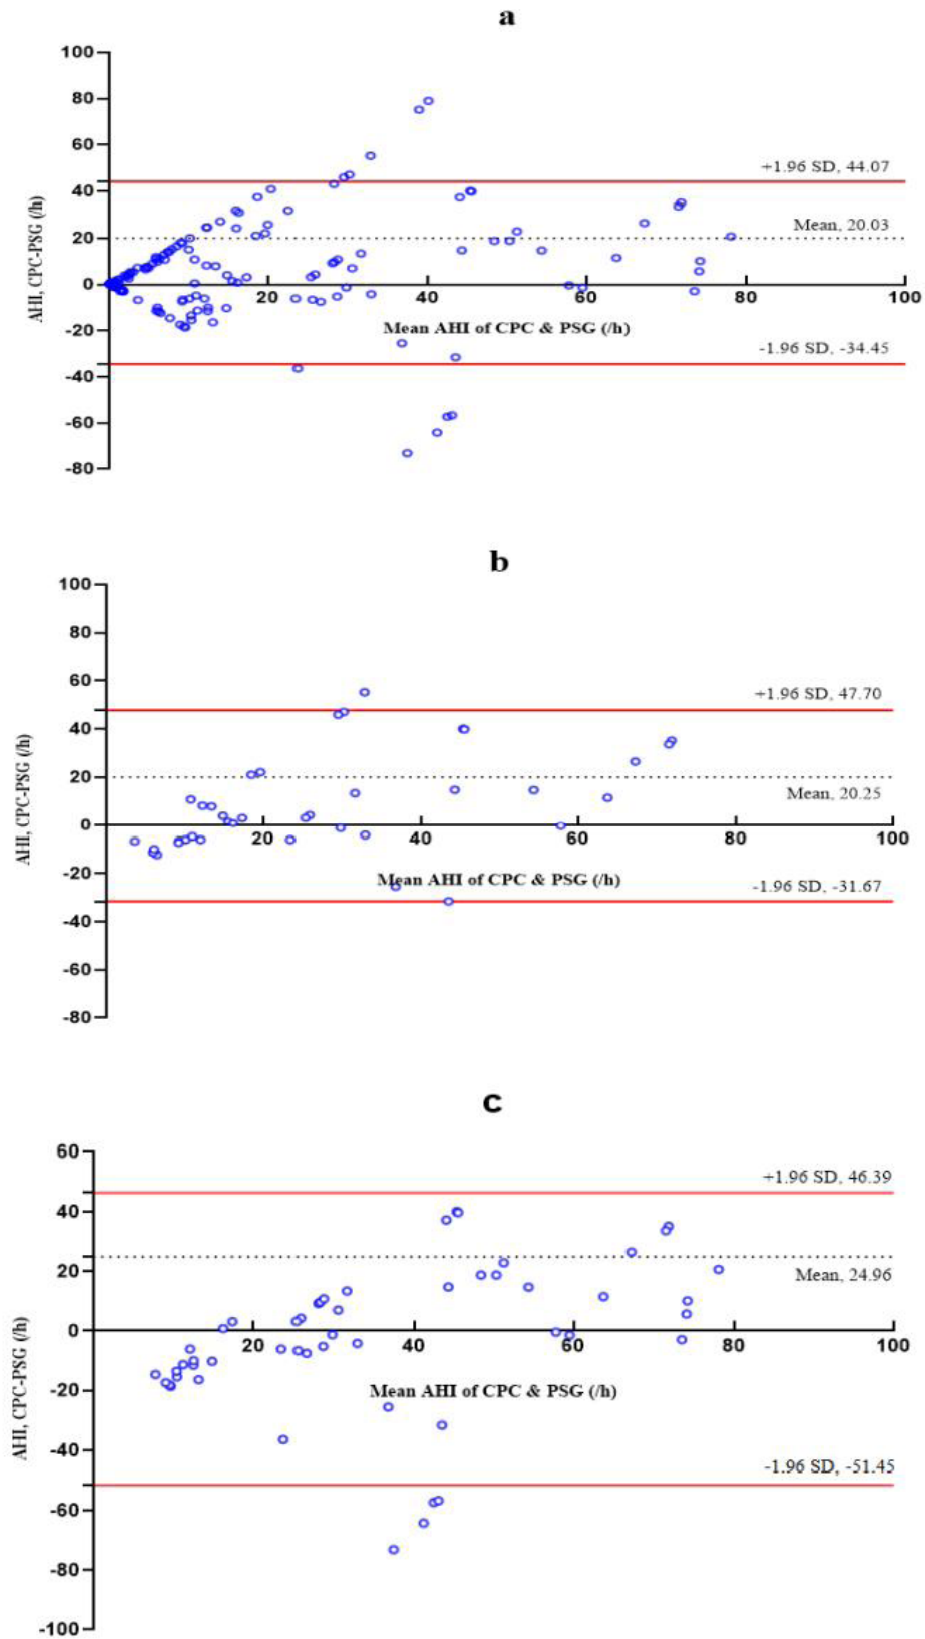 a
100
80
60
+1.96 SD, 44.07
40
Mean, 20.03
20
0
20
40
60
80
100
AHI, CPC-PSG (/h)
Mean AHI of CPC & PSG (/h)
-20
-1.96 SD, -34.45
-40
-60
-80
b
100
80
60
+1.96 SD, 47.70
40
20
Mean, 20.25
0
20
40
60
80
100
AHI, CPC-PSG (/h)
-20
Mean AHI of CPC & PSG (/h)
-1.96 SD, -31.67
-40
-60
-80
c
60
+1.96 SD, 46.39
40
20
Mean, 24.96
0
20
40
60
80
100
AHI, CPC-PSG (/h)
-20
Mean AHI of CPC & PSG (/h)
-40
-1.96 SD, -51.45
-60
-80
-100